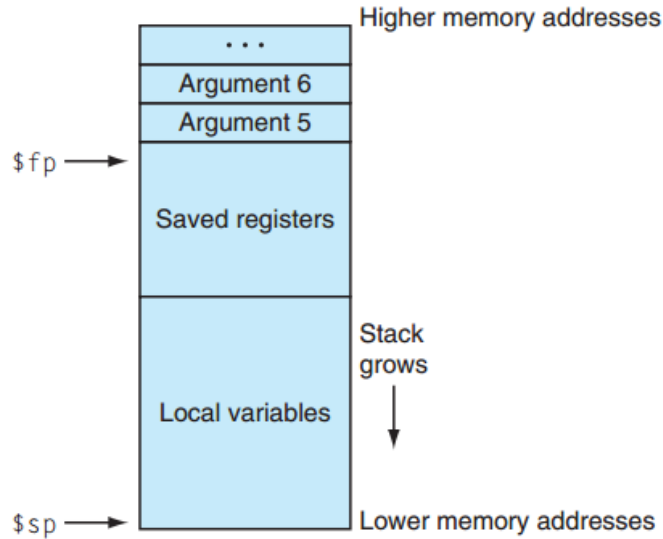 Higher memory addresses
. . .
Argument 6
Argument 5
$fp
Saved registers
Stack
grows
Local variables
$sp
Lower memory addresses